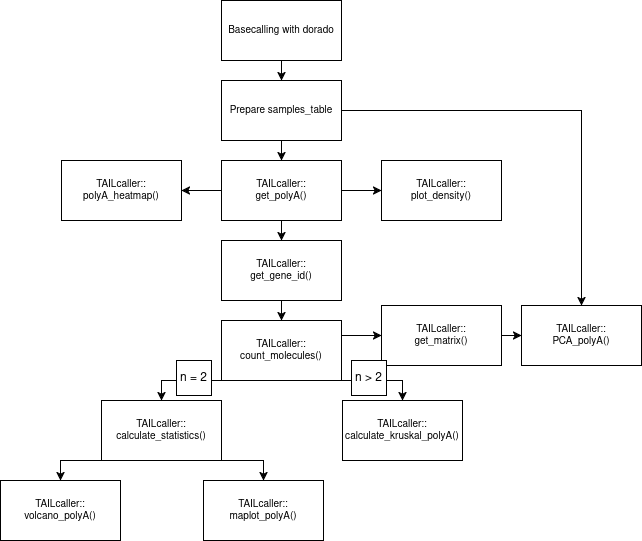 Basecalling with dorado
Prepare samples_table
TAILcaller::
polyA_heatmap()
TAILcaller::
get_polyA()
TAILcaller::
plot_density()
TAILcaller::
get_gene_id()
TAILcaller::
count_molecules()
TAILcaller::
get_matrix()
TAILcaller::
PCA_polyA()
n = 2
n > 2
TAILcaller::
calculate_statistics()
TAILcaller::
calculate_kruskal_polyA()
TAILcaller::
volcano_polyA()
TAILcaller::
maplot_polyA()